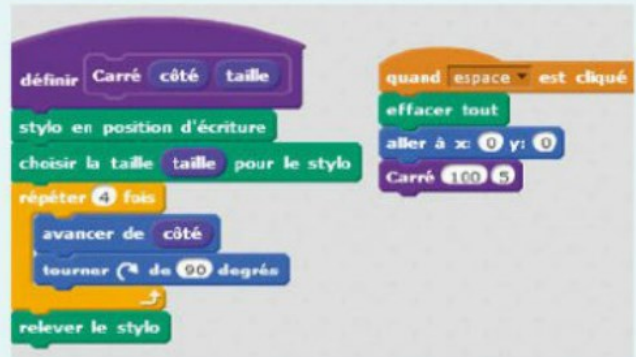 définir Carré côté taille
stylo en position d'écriture
choisir la taille taille pour le stylo
répéter 4 fois
avancer de côté
tourner de 90 degrés
relever le stylo
quand espace est cliqué
effacer tout
aller à x: 0 y: 0
Carré 100 5